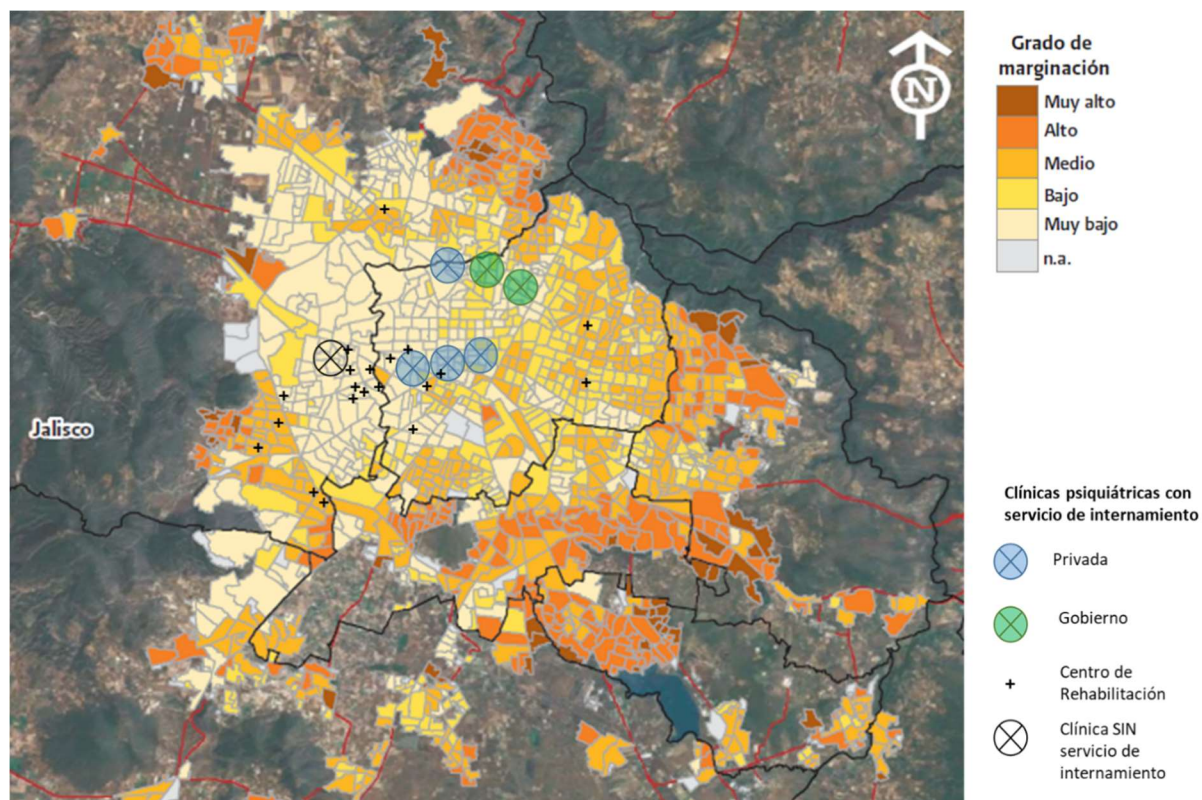 N
Jalisco
Grado de
marginación
Muy alto
Alto
Medio
Bajo
Muy bajo
n.a.
Clínicas psiquiátricas con
servicio de internamiento
Privada
Gobierno
Centro de
Rehabilitación
Clínica SIN
servicio de
internamiento